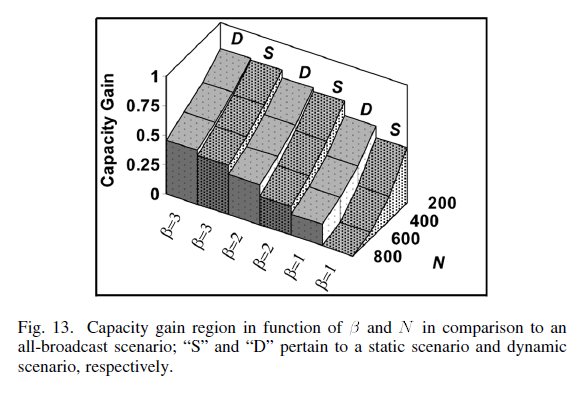 D
S
D
S
D
S
Capacity Gain
1
0.75
0.5
0.25
0
β=3
β=3
β=2
β=2
β=1
β=1
200
400
600
800
N
Fig. 13. Capacity gain region in function of β and N in comparison to an
all-broadcast scenario; “S” and “D” pertain to a static scenario and dynamic
scenario, respectively.